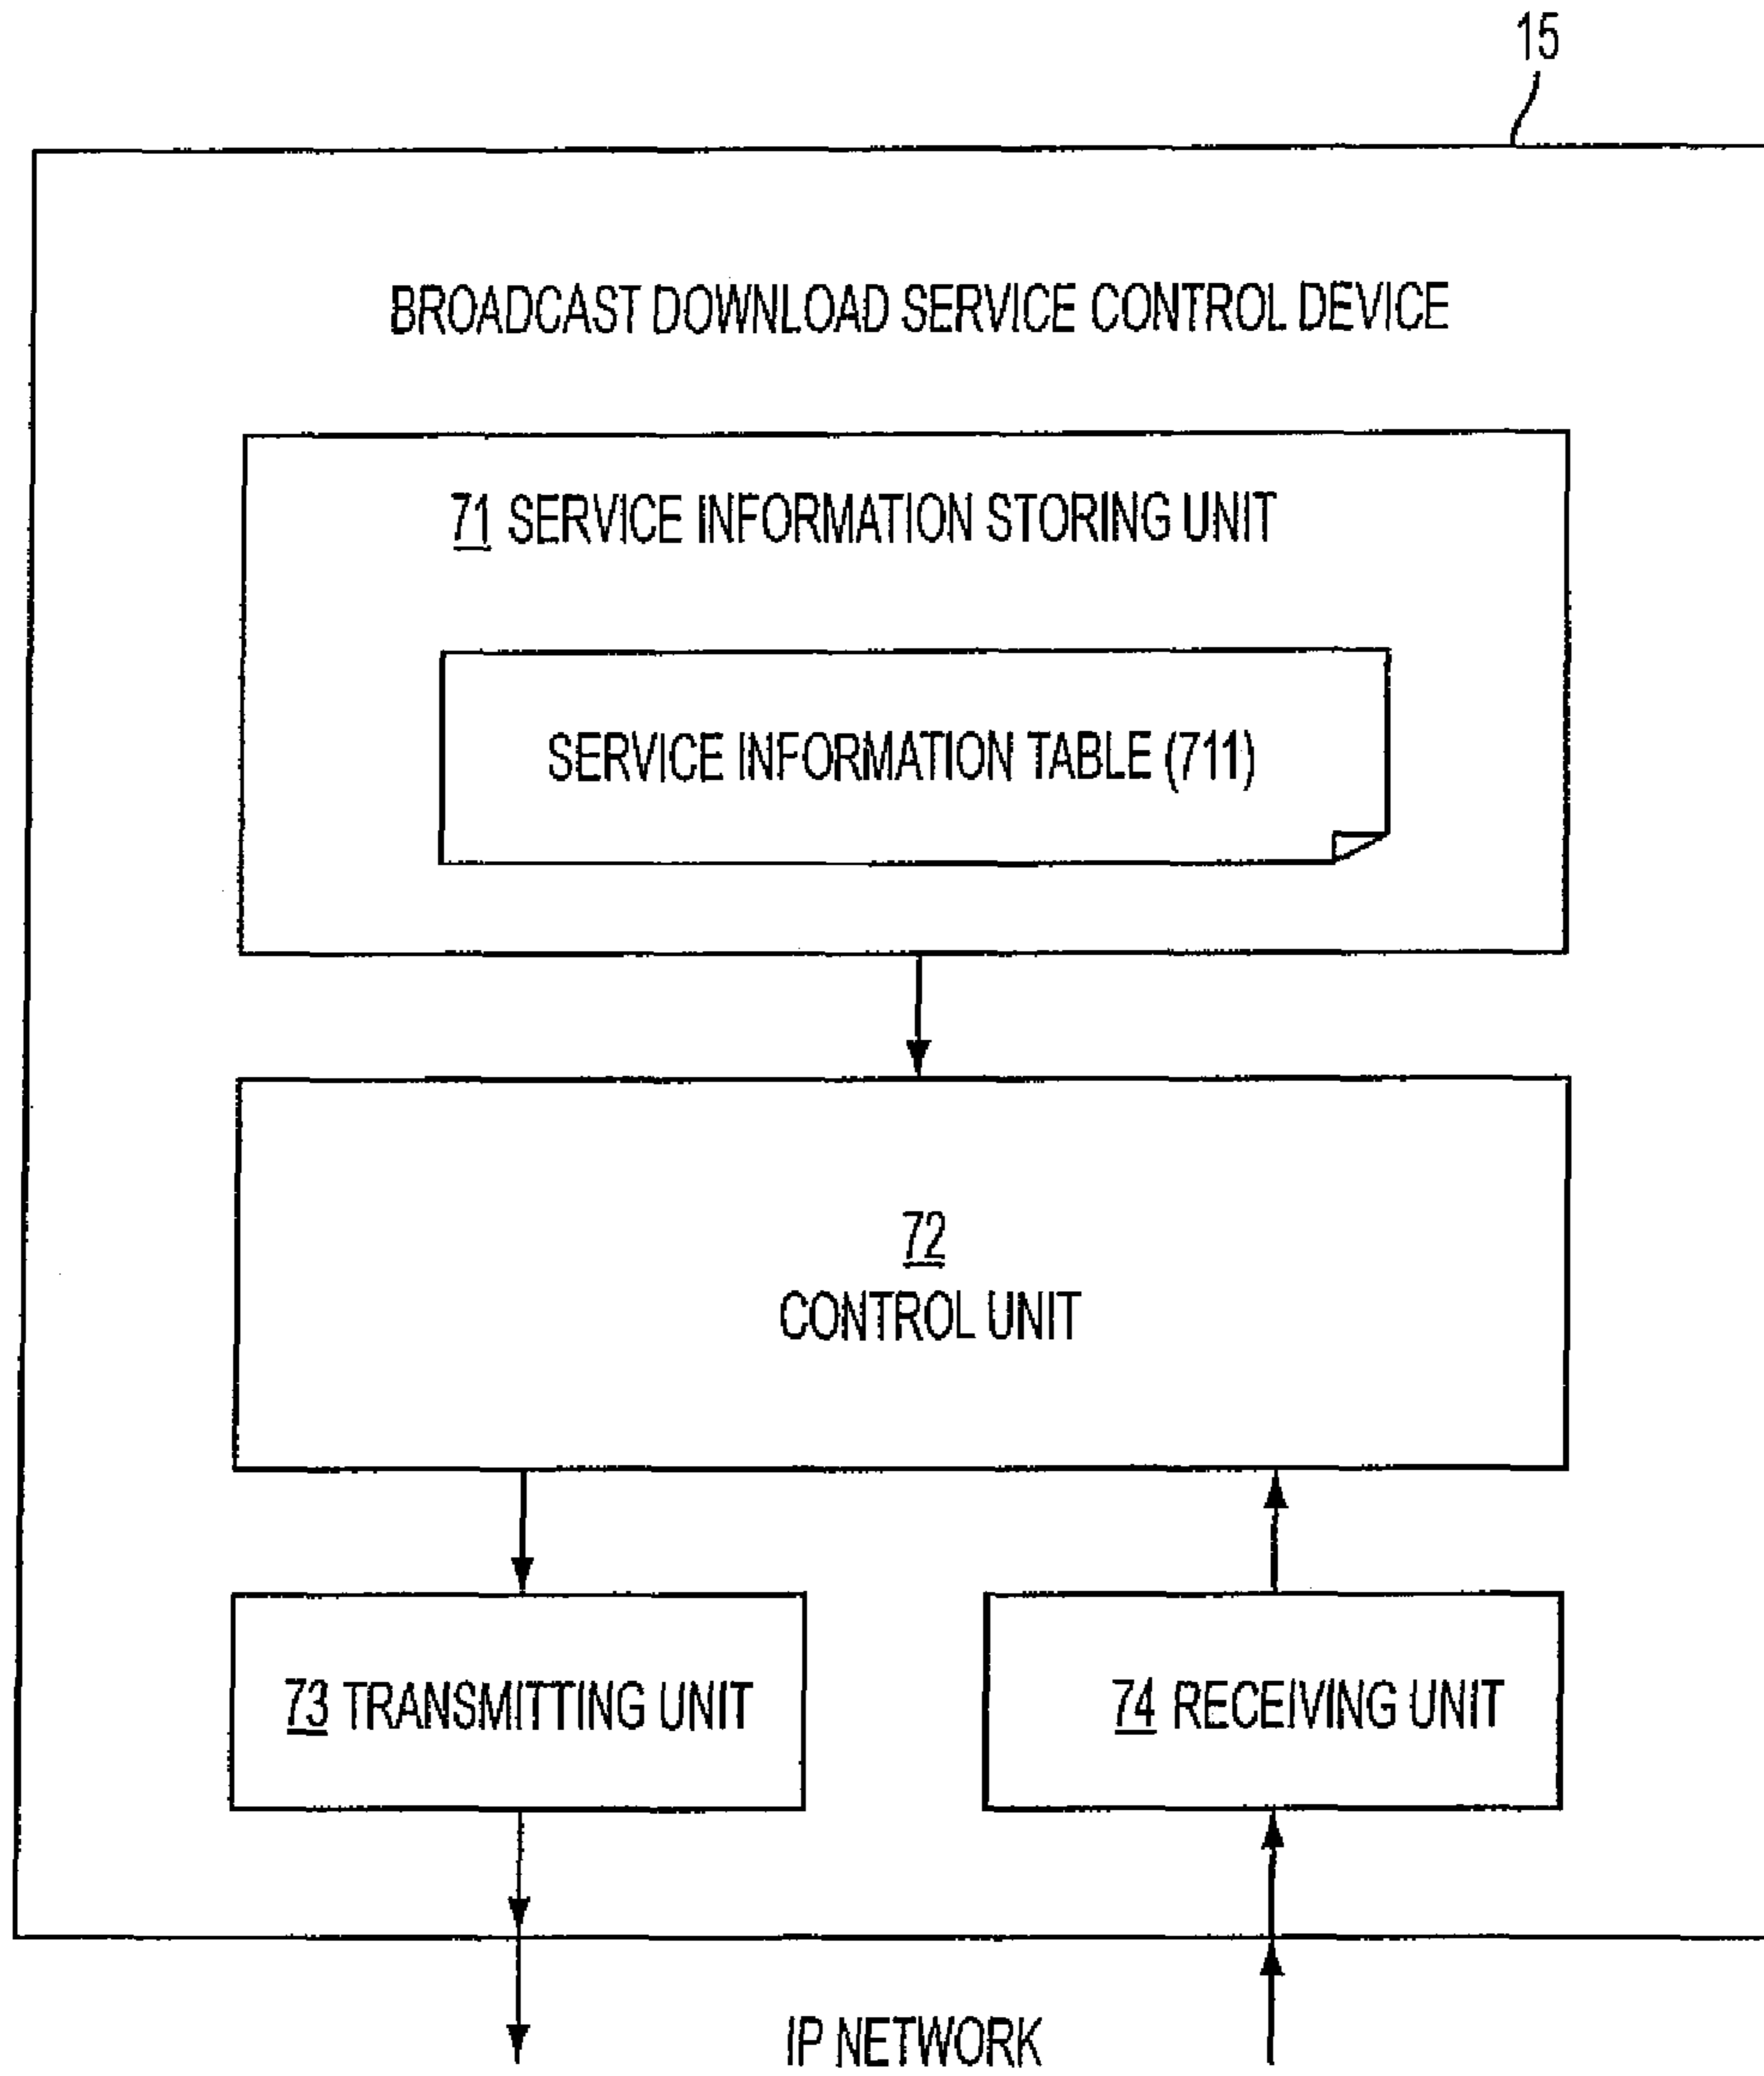 15
BROADCAST DOWNLOAD SERVICE CONTROL DEVICE
71 SERVICE INFORMATION STORING UNIT
SERVICE INFORMATION TABLE (711)
72
CONTROL UNIT
73 TRANSMITTING UNIT
74 RECEIVING UNIT
IP NETWORK